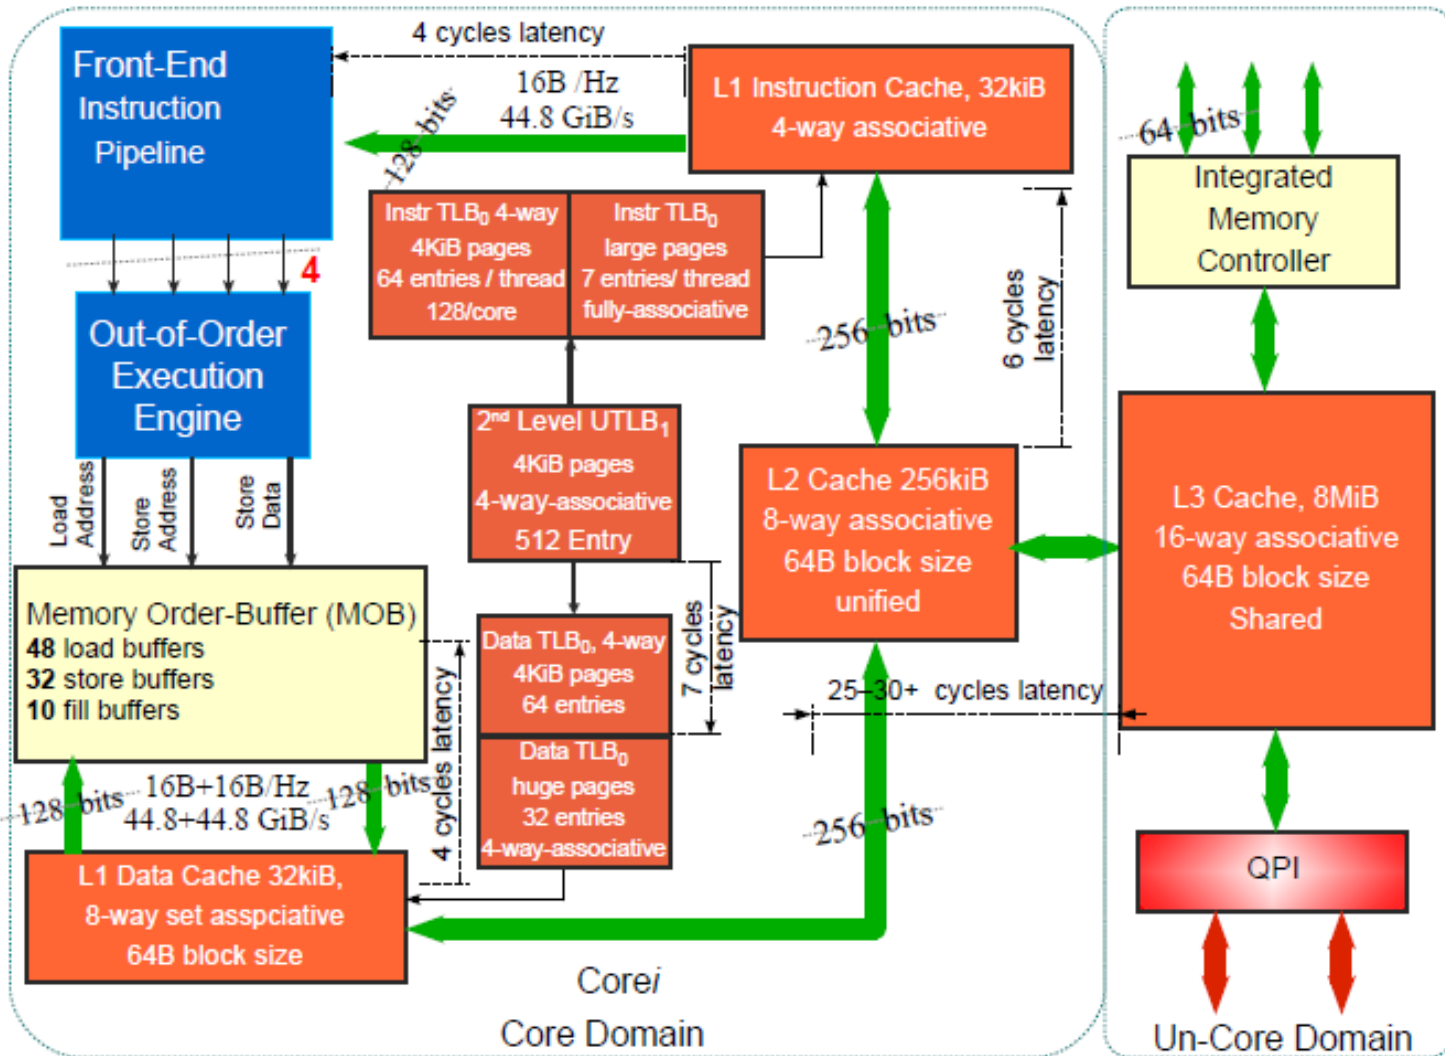 Front-End
Instruction
Pipeline
4 cycles latency
16B /Hz
44.8 GiB/s
128-bits
L1 Instruction Cache, 32kiB
4-way associative
Instr TLB0 4-way
4KiB pages
64 entries / thread
128/core
Instr TLB0
large pages
7 entries/ thread
fully-associative
4
Out-of-Order
Execution
Engine
Load
Address
Store
Address
Store
Data
2nd Level UTLB1
4KiB pages
4-way-associative
512 Entry
256-bits
6 cycles
latency
L2 Cache 256kiB
8-way associative
64B block size
unified
Memory Order-Buffer (MOB)
48 load buffers
32 store buffers
10 fill buffers
4 cycles latency
Data TLB0, 4-way
4KiB pages
64 entries
Data TLB0
huge pages
32 entries
4-way-associative
7 cycles
latency
25-30+ cycles latency
128-bits
16B+16B/Hz
44.8+44.8 GiB/s
128-bits
256-bits
L1 Data Cache 32kiB,
8-way set asspciative
64B block size
Corei
Core Domain
64-bits
Integrated
Memory
Controller
L3 Cache, 8MiB
16-way associative
64B block size
Shared
QPI
Un-Core Domain